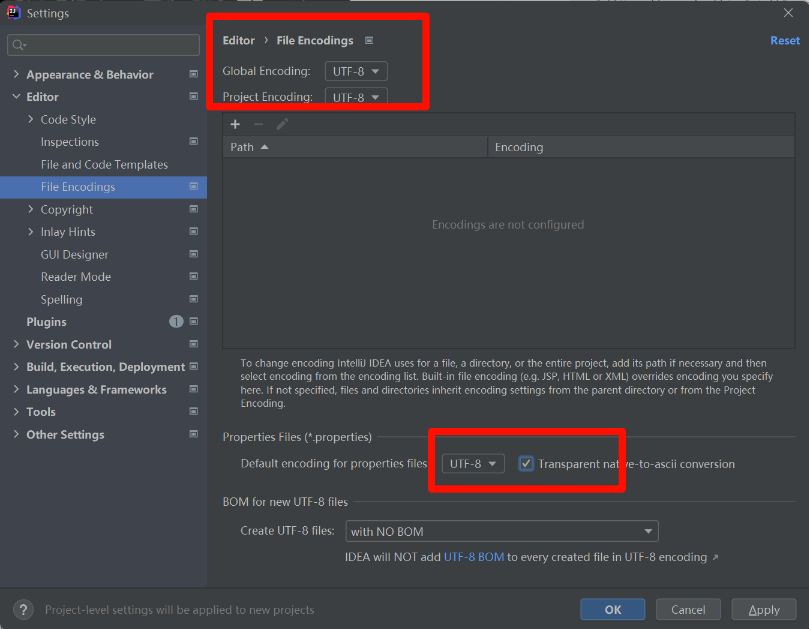 Settings
Editor › File Encodings
Reset
Global Encoding: UTF-8
Project Encoding: UTF-8
Appearance & Behavior
Editor
Code Style
Inspections
File and Code Templates
File Encodings
Copyright
Inlay Hints
GUI Designer
Reader Mode
Spelling
Plugins 1
Version Control
Build, Execution, Deployment
Languages & Frameworks
Tools
Other Settings
Path Encoding
Encodings are not configured
To change encoding IntelliJ IDEA uses for a file, a directory, or the entire project, add its path if necessary and then
select encoding from the encoding list. Built-in file encoding (e.g. JSP, HTML or XML) overrides encoding you specify
here. If not specified, files and directories inherit encoding settings from the parent directory or from the Project
Encoding.
Properties Files (*.properties)
Default encoding for properties files UTF-8 Transparent native-to-ascii conversion
BOM for new UTF-8 files
Create UTF-8 files: with NO BOM
IDEA will NOT add UTF-8 BOM to every created file in UTF-8 encoding ↗
? Project-level settings will be applied to new projects
OK Cancel Apply